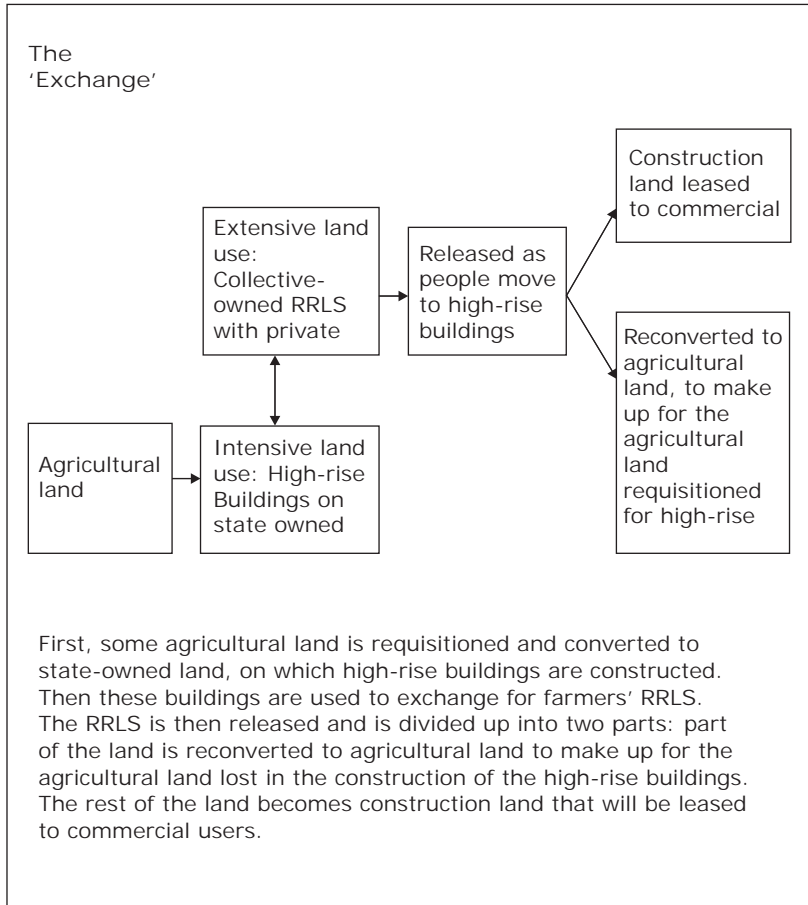 The
‘Exchange’
Construction
land leased
to commercial
Extensive land
use:
Collective-
owned RRLS
with private
Released as
people move
to high-rise
buildings
Reconverted to
agricultural
land, to make
up for the
agricultural
land
requisitioned
for high-rise
Agricultural
land
Intensive land
use: High-rise
Buildings on
state owned
First, some agricultural land is requisitioned and converted to
state-owned land, on which high-rise buildings are constructed.
Then these buildings are used to exchange for farmers’ RRLS.
The RRLS is then released and is divided up into two parts: part
of the land is reconverted to agricultural land to make up for the
agricultural land lost in the construction of the high-rise buildings.
The rest of the land becomes construction land that will be leased
to commercial users.